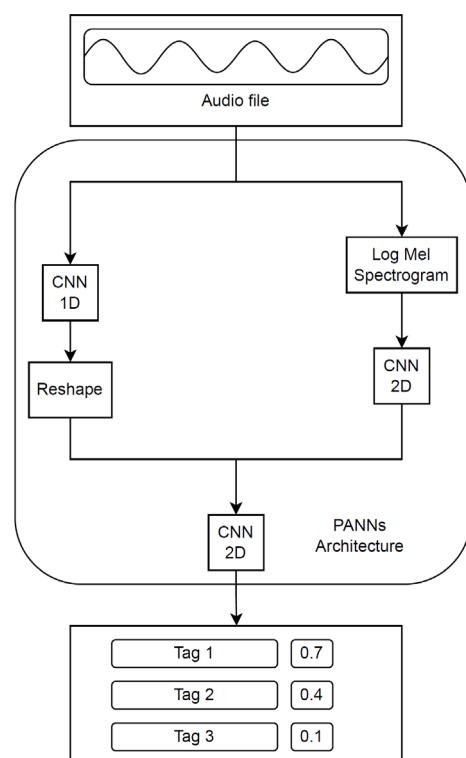 Audio file
CNN
1D
Log Mel
Spectrogram
Reshape
CNN
2D
CNN
2D
PANNs
Architecture
Tag 1 0.7
Tag 2 0.4
Tag 3 0.1